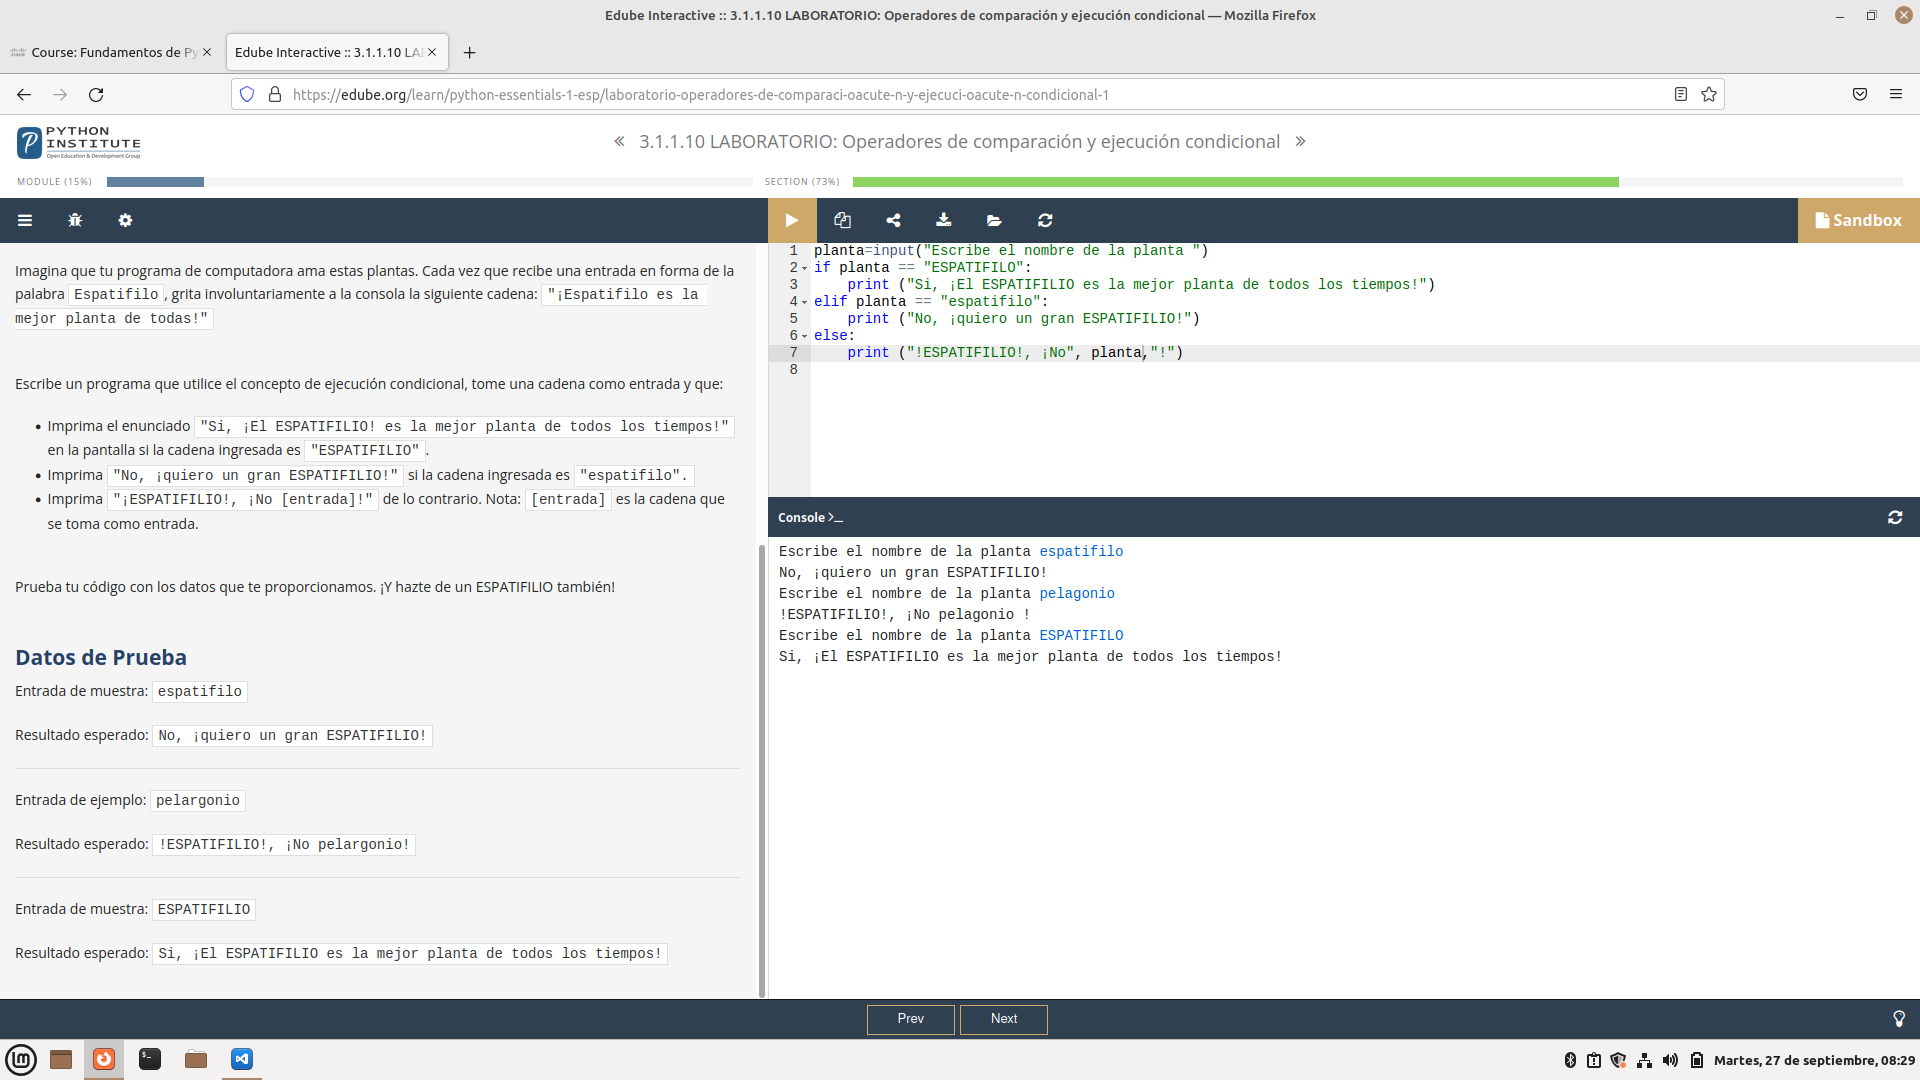 Edube Interactive :: 3.1.1.10 LABORATORIO: Operadores de comparación y ejecución condicional — Mozilla Firefox
Course: Fundamentos de Py
Edube Interactive :: 3.1.1.10 LAB
https://edube.org/learn/python-essentials-1-esp/laboratorio-operadores-de-comparaci-oacute-n-y-ejecuci-oacute-n-condicional-1
PYTHON
INSTITUTE
Open Education & Development Group
« 3.1.1.10 LABORATORIO: Operadores de comparación y ejecución condicional »
MODULE (15%)
SECTION (73%)
Sandbox
Imagina que tu programa de computadora ama estas plantas. Cada vez que recibe una entrada en forma de la
palabra Espatifilo, grita involuntariamente a la consola la siguiente cadena: "¡Espatifilo es la
mejor planta de todas!"
Escribe un programa que utilice el concepto de ejecución condicional, tome una cadena como entrada y que:
• Imprima el enunciado "Si, ¡El ESPATIFILIO! es la mejor planta de todos los tiempos!"
en la pantalla si la cadena ingresada es "ESPATIFILIO".
• Imprima "No, ¡quiero un gran ESPATIFILIO!" si la cadena ingresada es "espatifilo".
• Imprima "¡ESPATIFILIO!, ¡No [entrada]!" de lo contrario. Nota: [entrada] es la cadena que
se toma como entrada.
Prueba tu código con los datos que te proporcionamos. ¡Y hazte de un ESPATIFILIO también!
Datos de Prueba
Entrada de muestra: espatifilo
Resultado esperado: No, ¡quiero un gran ESPATIFILIO!
Entrada de ejemplo: pelargonio
Resultado esperado: !ESPATIFILIO!, ¡No pelargonio!
Entrada de muestra: ESPATIFILIO
Resultado esperado: Si, ¡El ESPATIFILIO es la mejor planta de todos los tiempos!
1 planta=input("Escribe el nombre de la planta ")
2 if planta == "ESPATIFILO":
3 print ("Si, ¡El ESPATIFILIO es la mejor planta de todos los tiempos!")
4 elif planta == "espatifilo":
5 print ("No, ¡quiero un gran ESPATIFILIO!")
6 else:
7 print ("!ESPATIFILIO!, ¡No", planta,"!")
8
Console >_
Escribe el nombre de la planta espatifilo
No, ¡quiero un gran ESPATIFILIO!
Escribe el nombre de la planta pelagonio
!ESPATIFILIO!, ¡No pelagonio !
Escribe el nombre de la planta ESPATIFILO
Si, ¡El ESPATIFILIO es la mejor planta de todos los tiempos!
Prev
Next
Martes, 27 de septiembre, 08:29